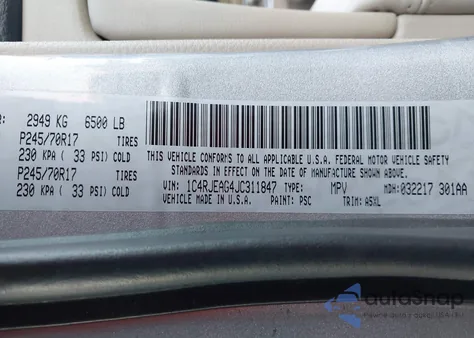 2949 KG 6500 LB
P245/70R17 TIRES
230 KPA ( 33 PSI) COLD
P245/70R17 TIRES
230 KPA ( 33 PSI) COLD
THIS VEHICLE CONFORMS TO ALL APPLICABLE U.S.A. FEDERAL MOTOR VEHICLE SAFETY
STANDARDS IN EFFECT ON THE DATE OF MANUFACTURE SHOWN ABOVE.
VIN: 1C4RJEAG4JC311847 TYPE: MPV MDH: 032217 301AA
VEHICLE MADE IN U.S.A. PAINT: PSC TRIM: A5XL
autoSnap